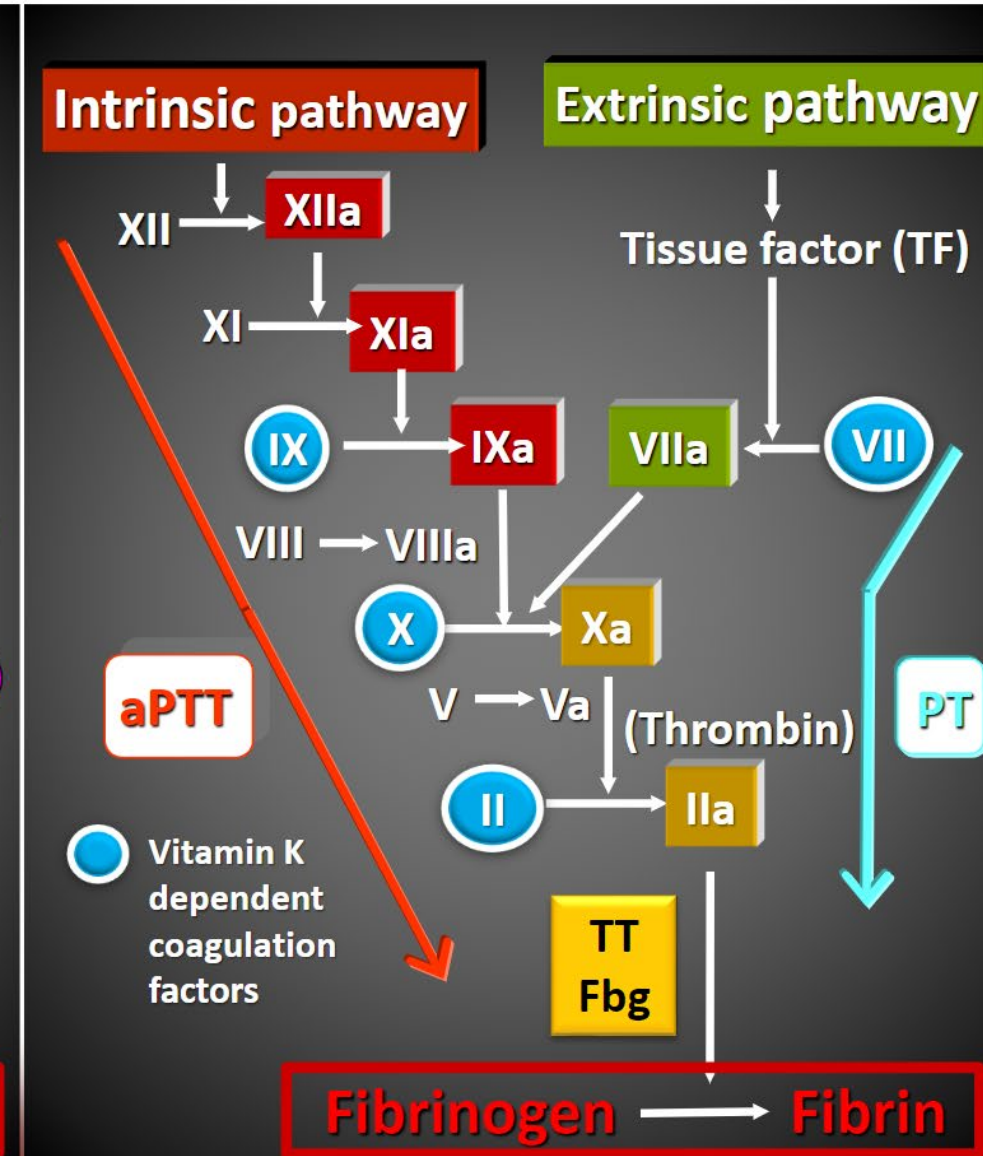 Intrinsic pathway
Extrinsic pathway
XII
XIIa
Tissue factor (TF)
XI
XIa
IX
IXa
VIIa
VII
VIII
VIIIa
X
Xa
aPTT
V
Va
(Thrombin)
PT
II
IIa
Vitamin K
dependent
coagulation
factors
TT
Fbg
Fibrinogen
Fibrin